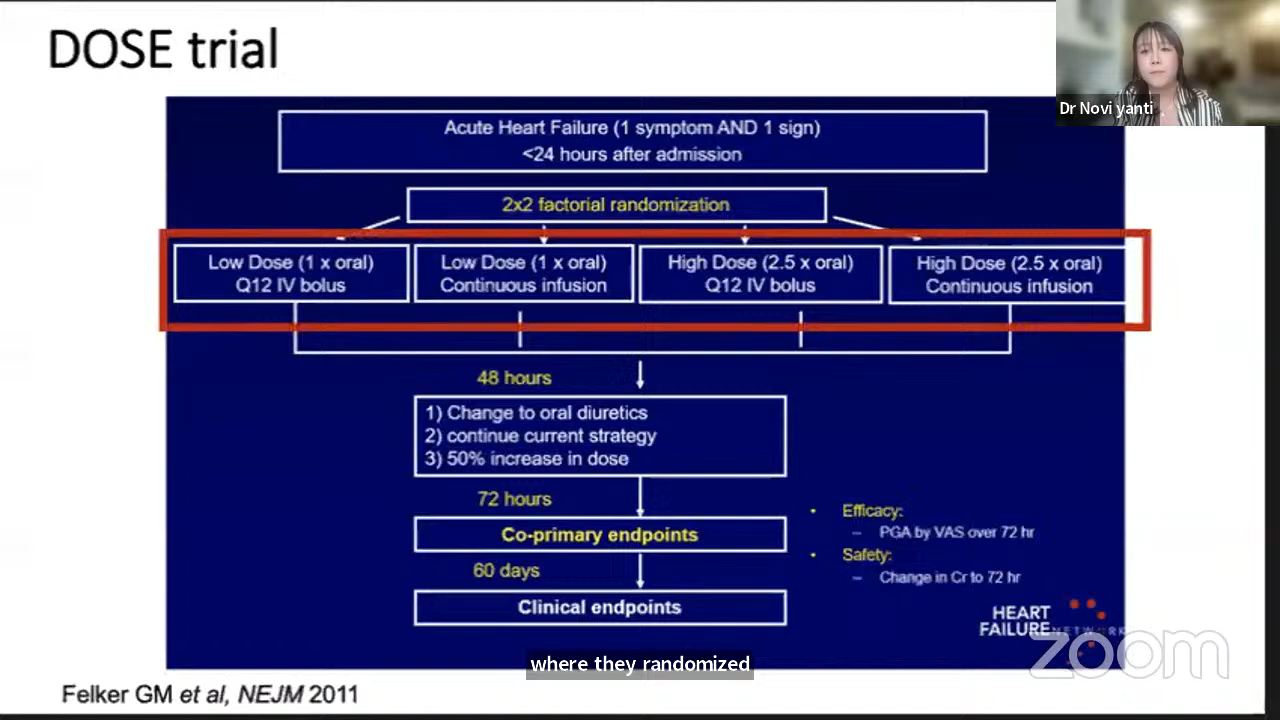 DOSE trial
Dr Novi yanti
Acute Heart Failure (1 symptom AND 1 sign)
<24 hours after admission
2x2 factorial randomization
Low Dose (1 x oral)
Q12 IV bolus
Low Dose (1 x oral)
Continuous infusion
High Dose (2.5 x oral)
Q12 IV bolus
High Dose (2.5 x oral)
Continuous infusion
48 hours
1) Change to oral diuretics
2) continue current strategy
3) 50% increase in dose
72 hours
Co-primary endpoints
• Efficacy:
– PGA by VAS over 72 hr
• Safety:
– Change in Cr to 72 hr
60 days
Clinical endpoints
HEART
FAILURE NETWORK
zoom
where they randomized
Felker GM et al, NEJM 2011